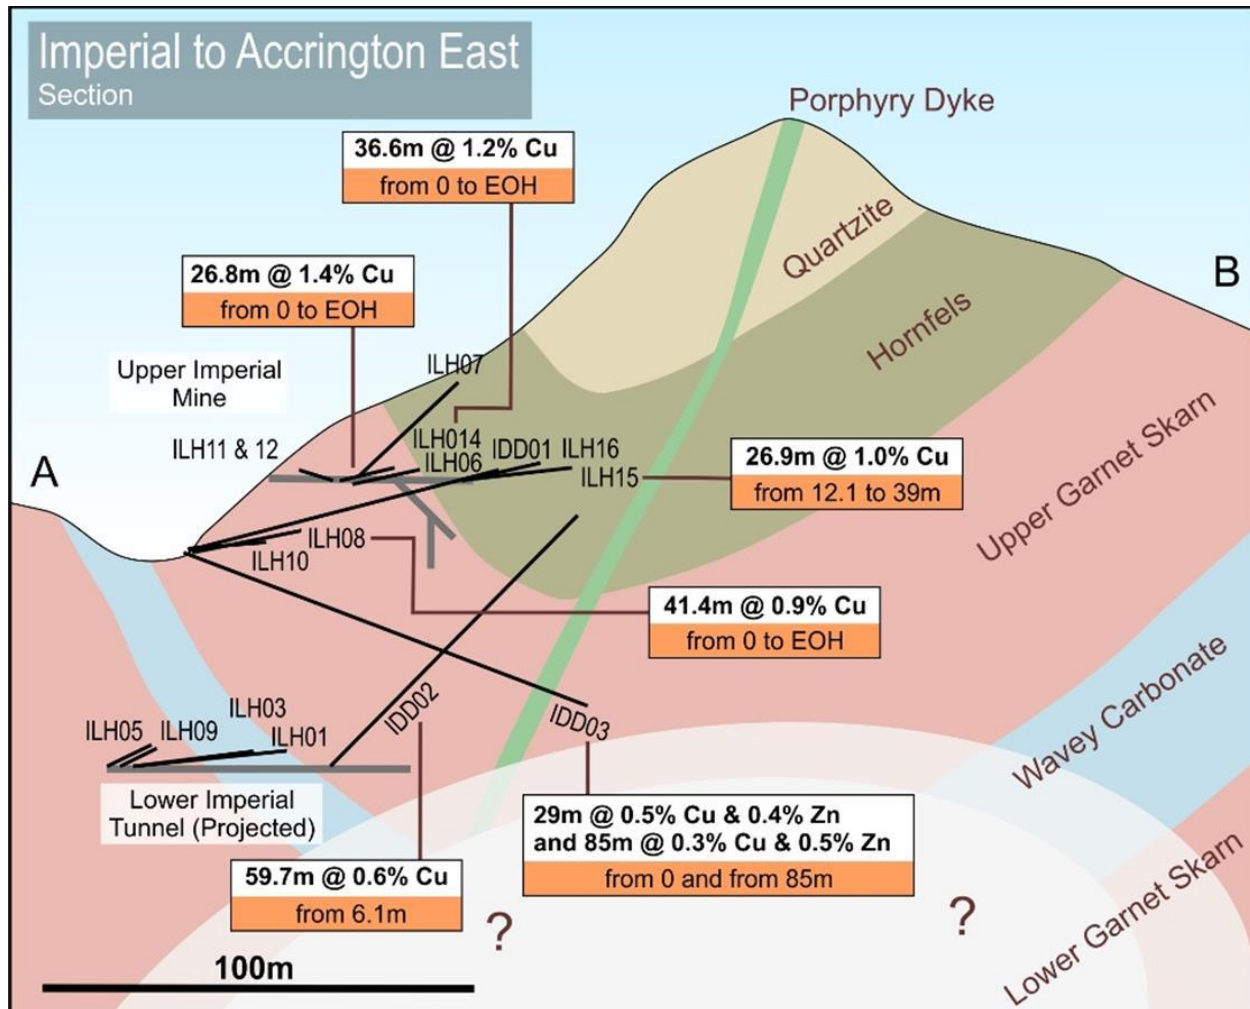 Imperial to Accrington East
Section
Porphyry Dyke
36.6m @ 1.2% Cu
from 0 to EOH
Quartzite
26.8m @ 1.4% Cu
from 0 to EOH
B
Hornfels
Upper Imperial
Mine
ILH07
Upper Garnet Skarn
ILH11 & 12
ILH014
ILH06
IDD01
ILH16
ILH15
26.9m @ 1.0% Cu
from 12.1 to 39m
A
ILH08
ILH10
41.4m @ 0.9% Cu
from 0 to EOH
Wavey Carbonate
IDD02
IDD03
ILH03
ILH05
ILH09
ILH01
Lower Imperial
Tunnel (Projected)
29m @ 0.5% Cu & 0.4% Zn
and 85m @ 0.3% Cu & 0.5% Zn
from 0 and from 85m
59.7m @ 0.6% Cu
from 6.1m
Lower Garnet Skarn
?
?
100m